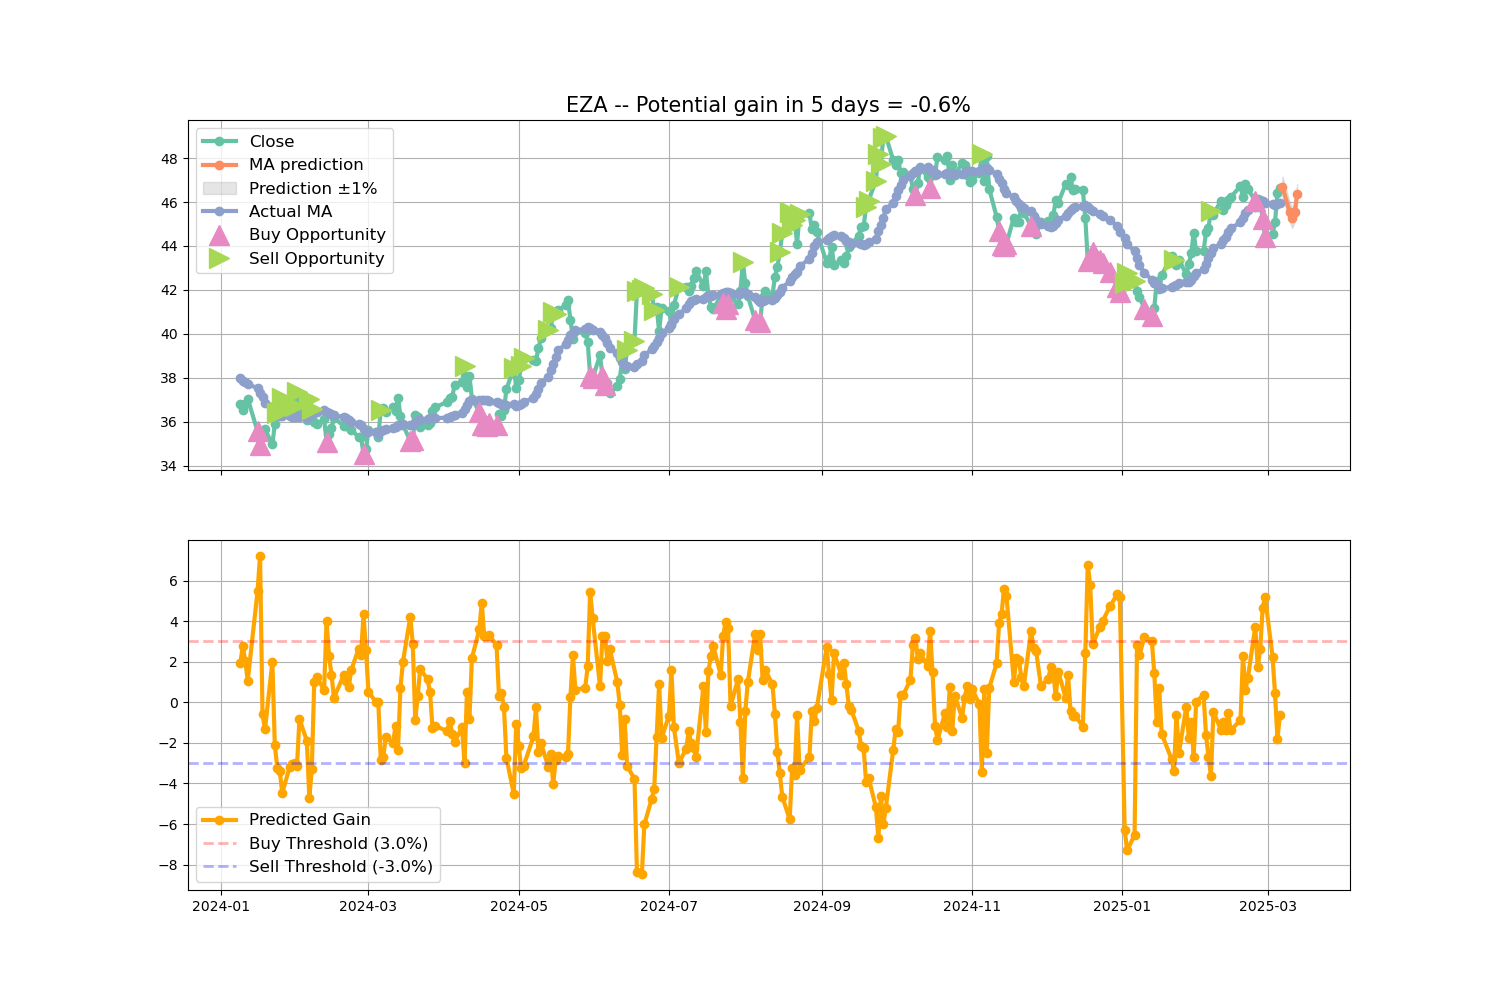 EZA -- Potential gain in 5 days = -0.6%
Close
MA prediction
Prediction ±1%
Actual MA
Buy Opportunity
Sell Opportunity
48
46
44
42
40
38
36
34
6
4
2
0
−2
−4
−6
−8
Predicted Gain
Buy Threshold (3.0%)
Sell Threshold (-3.0%)
2024-01 2024-03 2024-05 2024-07 2024-09 2024-11 2025-01 2025-03